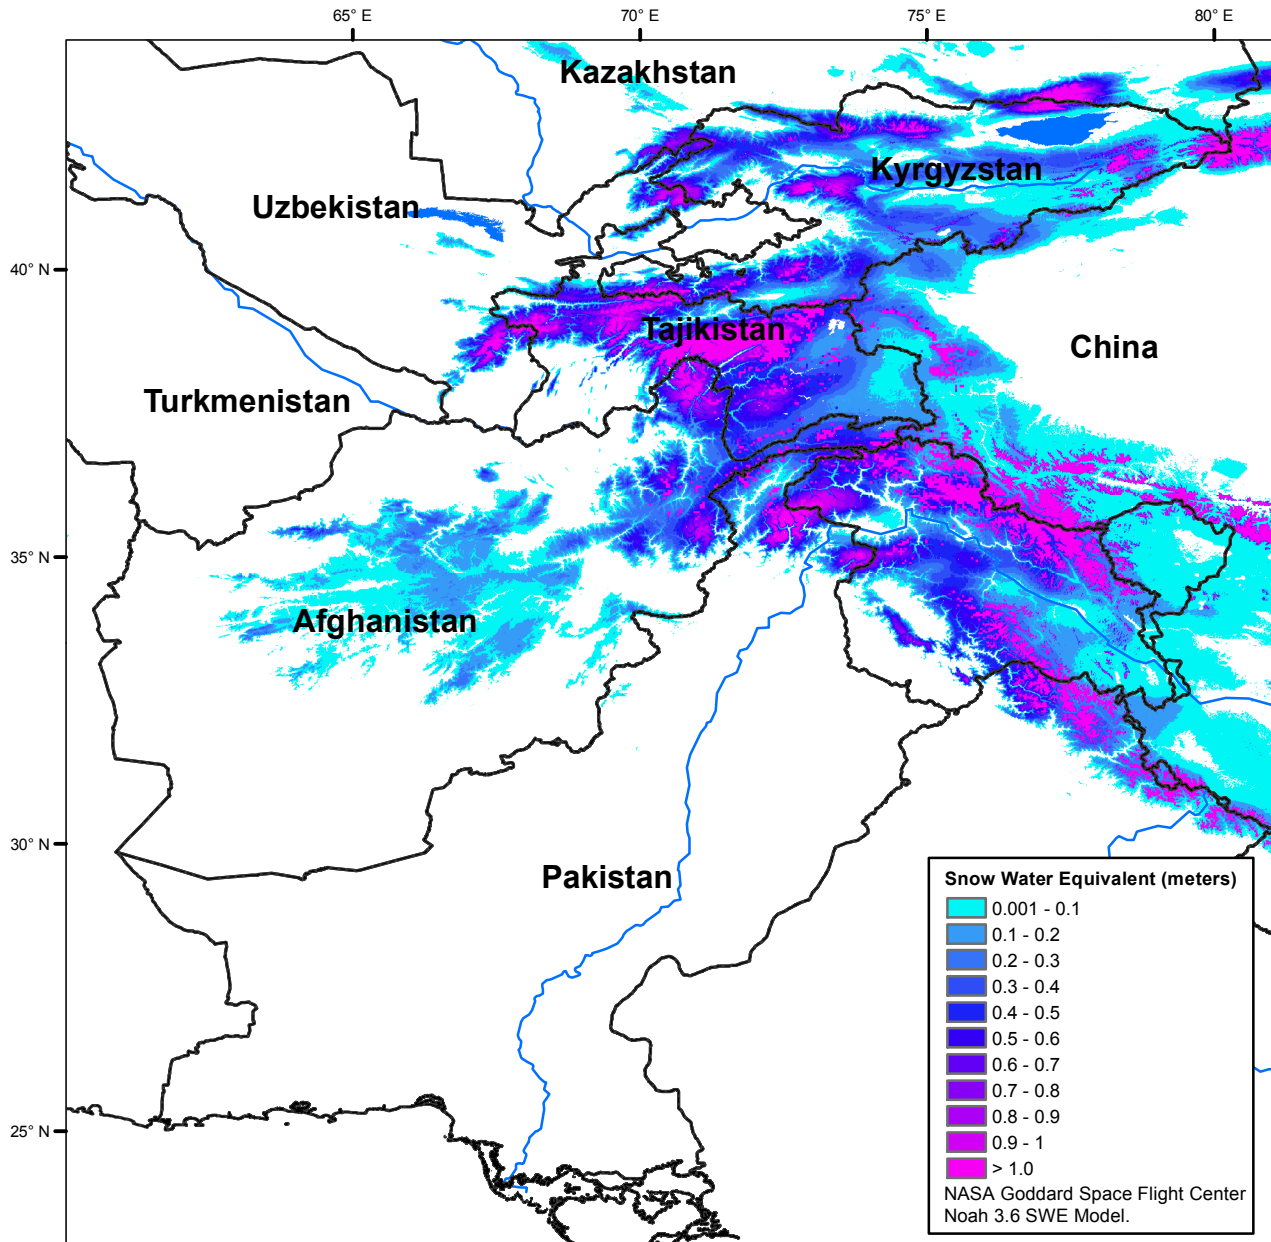 65° E
70° E
75° E
80° E
Kazakhstan
Kyrgyzstan
Uzbekistan
40° N
Tajikistan
China
Turkmenistan
35° N
Afghanistan
30° N
Pakistan
25° N
Snow Water Equivalent (meters)
0.001 - 0.1
0.1 - 0.2
0.2 - 0.3
0.3 - 0.4
0.4 - 0.5
0.5 - 0.6
0.6 - 0.7
0.7 - 0.8
0.8 - 0.9
0.9 - 1
> 1.0
NASA Goddard Space Flight Center
Noah 3.6 SWE Model.